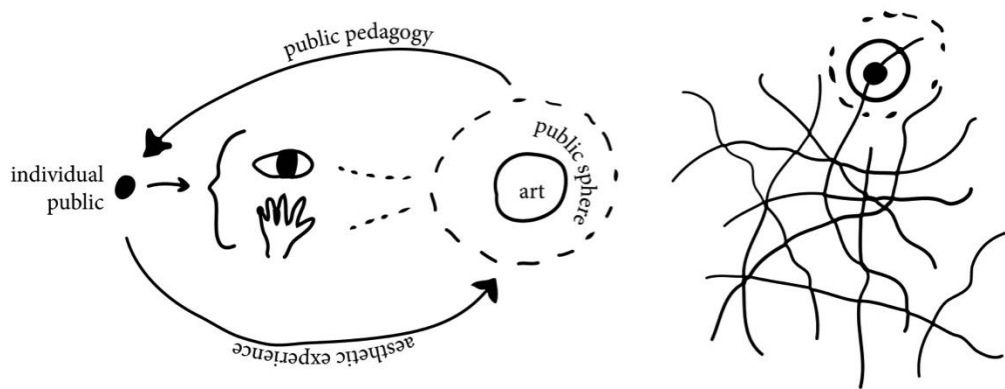 public pedagogy
individual
public
art
public sphere
aesthetic experience